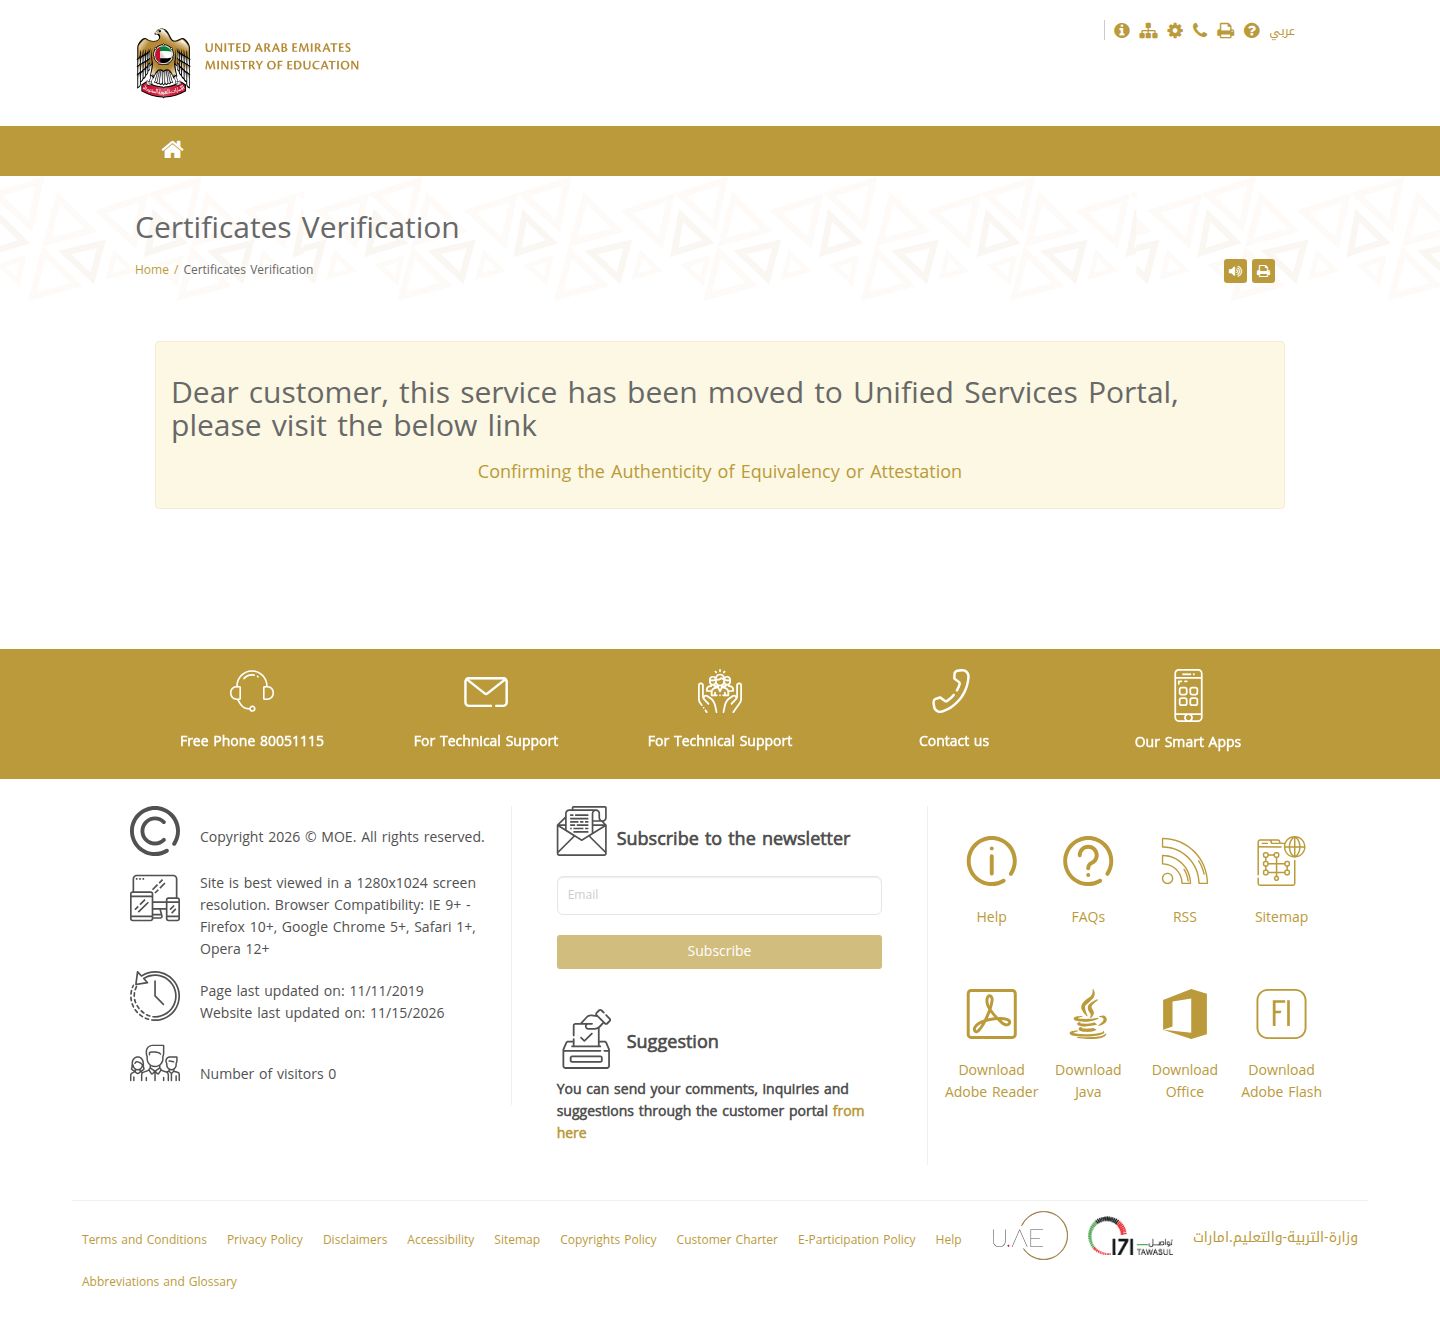 UNITED ARAB EMIRATES
MINISTRY OF EDUCATION
عربي
Certificates Verification
Home / Certificates Verification
Dear customer, this service has been moved to Unified Services Portal,
please visit the below link
Confirming the Authenticity of Equivalency or Attestation
Free Phone 80051115
For Technical Support
For Technical Support
Contact us
Our Smart Apps
Copyright 2026 © MOE. All rights reserved.
Site is best viewed in a 1280x1024 screen
resolution. Browser Compatibility: IE 9+ -
Firefox 10+, Google Chrome 5+, Safari 1+,
Opera 12+
Page last updated on: 11/11/2019
Website last updated on: 11/15/2026
Number of visitors 0
Subscribe to the newsletter
Email
Subscribe
Suggestion
You can send your comments, inquiries and
suggestions through the customer portal from
here
Help
FAQs
RSS
Sitemap
Download
Adobe Reader
Download
Java
Download
Office
Download
Adobe Flash
Terms and Conditions
Privacy Policy
Disclaimers
Accessibility
Sitemap
Copyrights Policy
Customer Charter
E-Participation Policy
Help
Abbreviations and Glossary
U.AE
171
تواصل
TAWASUL
وزارة-التربية-والتعليم.امارات